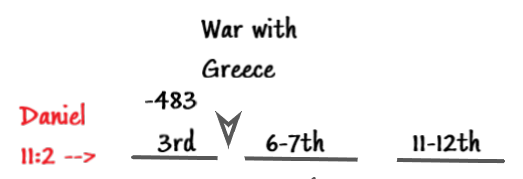 War with
Greece
-483
Daniel
11:2 -->
3rd
6-7th
11-12th